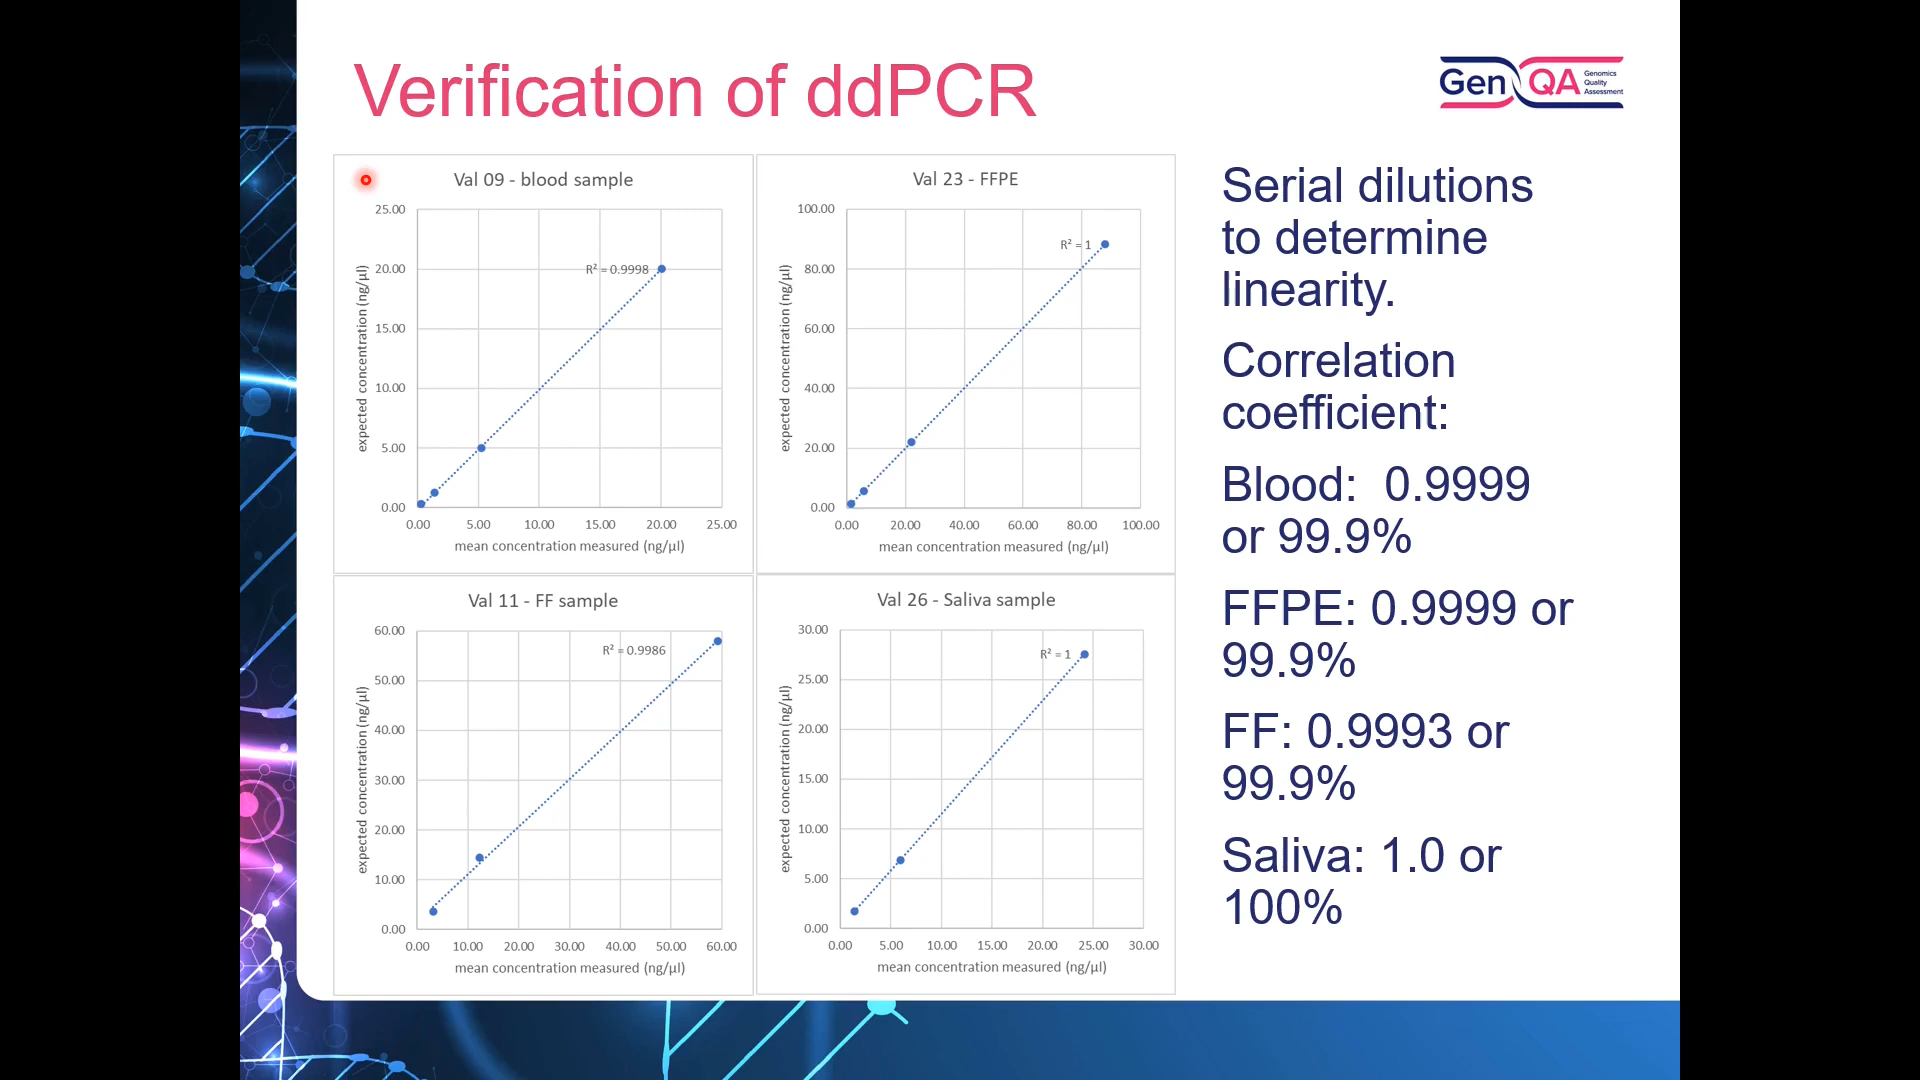 Verification of ddPCR
Gen QA Genomics
Quality
Assessment
Val 09 - blood sample
25.00
20.00
15.00
10.00
5.00
0.00
R² = 0.9998
expected concentration (ng/µl)
0.00 5.00 10.00 15.00 20.00 25.00
mean concentration measured (ng/µl)
Val 23 - FFPE
100.00
80.00
60.00
40.00
20.00
0.00
R² = 1
expected concentration (ng/µl)
0.00 20.00 40.00 60.00 80.00 100.00
mean concentration measured (ng/µl)
Val 11 - FF sample
60.00
50.00
40.00
30.00
20.00
10.00
0.00
R² = 0.9986
expected concentration (ng/µl)
0.00 10.00 20.00 30.00 40.00 50.00 60.00
mean concentration measured (ng/µl)
Val 26 - Saliva sample
30.00
25.00
20.00
15.00
10.00
5.00
0.00
R² = 1
expected concentration (ng/µl)
0.00 5.00 10.00 15.00 20.00 25.00 30.00
mean concentration measured (ng/µl)
Serial dilutions
to determine
linearity.
Correlation
coefficient:
Blood: 0.9999
or 99.9%
FFPE: 0.9999 or
99.9%
FF: 0.9993 or
99.9%
Saliva: 1.0 or
100%